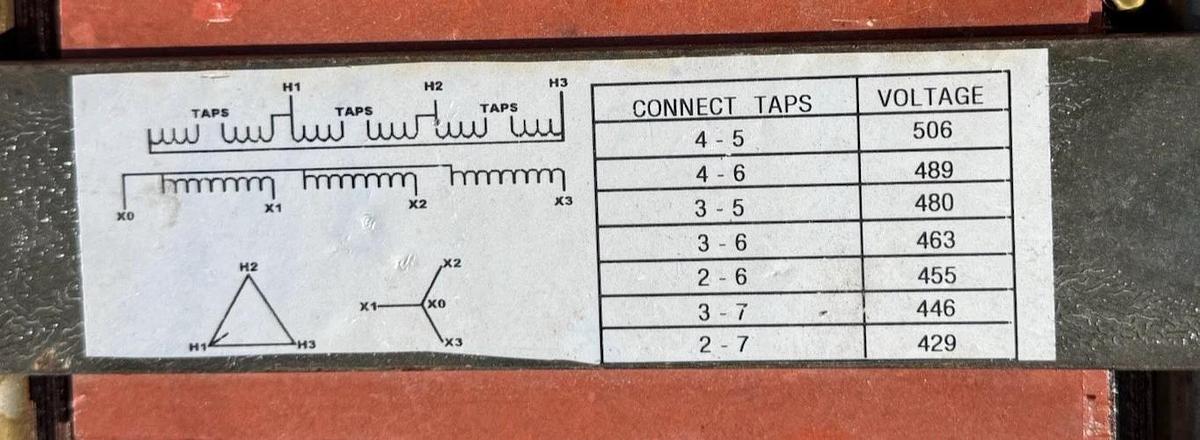 H1 H2 H3
TAPS TAPS TAPS
X0 X1 X2 X3
H2
H1 H3
X2
X1 X0
X3
CONNECT TAPS VOLTAGE
4 - 5 506
4 - 6 489
3 - 5 480
3 - 6 463
2 - 6 455
3 - 7 446
2 - 7 429